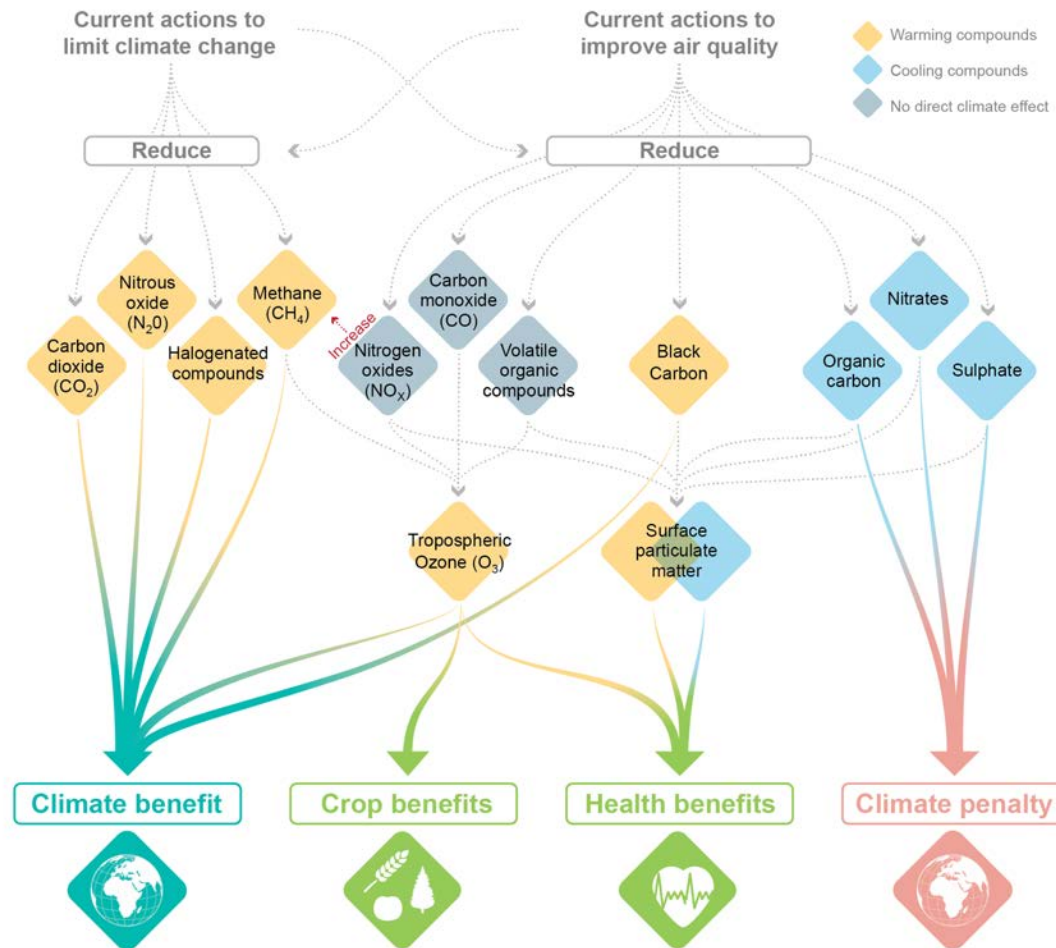 Current actions to
limit climate change
Current actions to
improve air quality
Warming compounds
Cooling compounds
No direct climate effect
Reduce
Reduce
Nitrous
oxide
(N₂0)
Methane
(CH₄)
Carbon
monoxide
(CO)
Nitrates
Increase
Carbon
dioxide
(CO₂)
Halogenated
compounds
Nitrogen
oxides
(NOₓ)
Volatile
organic
compounds
Black
Carbon
Organic
carbon
Sulphate
Tropospheric
Ozone (O₃)
Surface
particulate
matter
Climate benefit
Crop benefits
Health benefits
Climate penalty